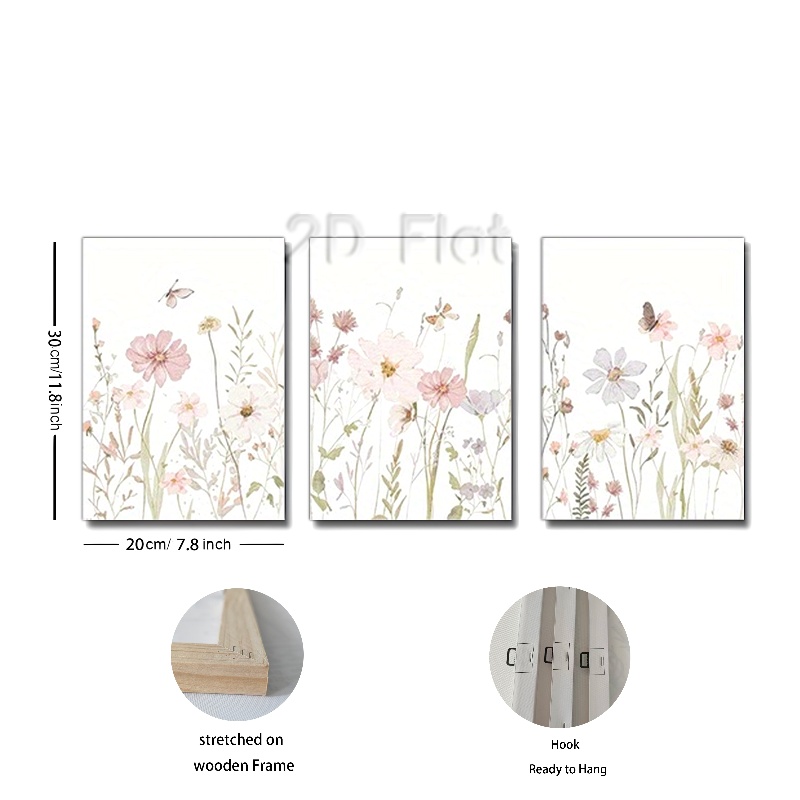 2D Flat
30cm/11.8inch
20cm/ 7.8 inch
stretched on
wooden Frame
Hook
Ready to Hang